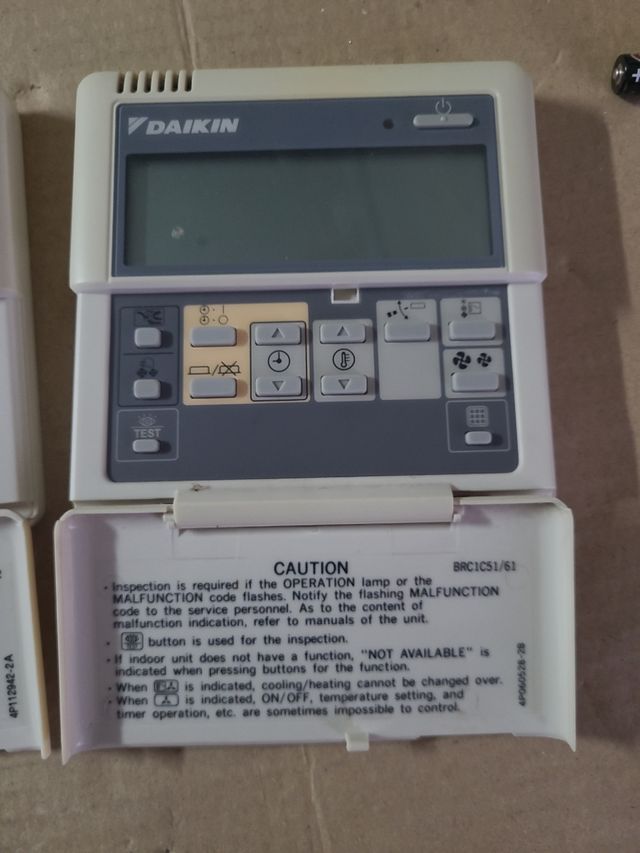 DAIKIN
TEST
CAUTION
BRC1C51/61
· Inspection is required if the OPERATION lamp or the
MALFUNCTION code flashes. Notify the flashing MALFUNCTION
code to the service personnel. As to the content of
malfunction indication, refer to manuals of the unit.
· button is used for the inspection.
· If indoor unit does not have a function, "NOT AVAILABLE" is
indicated when pressing buttons for the function.
· When is indicated, cooling/heating cannot be changed over.
· When is indicated, ON/OFF, temperature setting, and
timer operation, etc. are sometimes impossible to control.
4P060528-2B
4P112942-2A